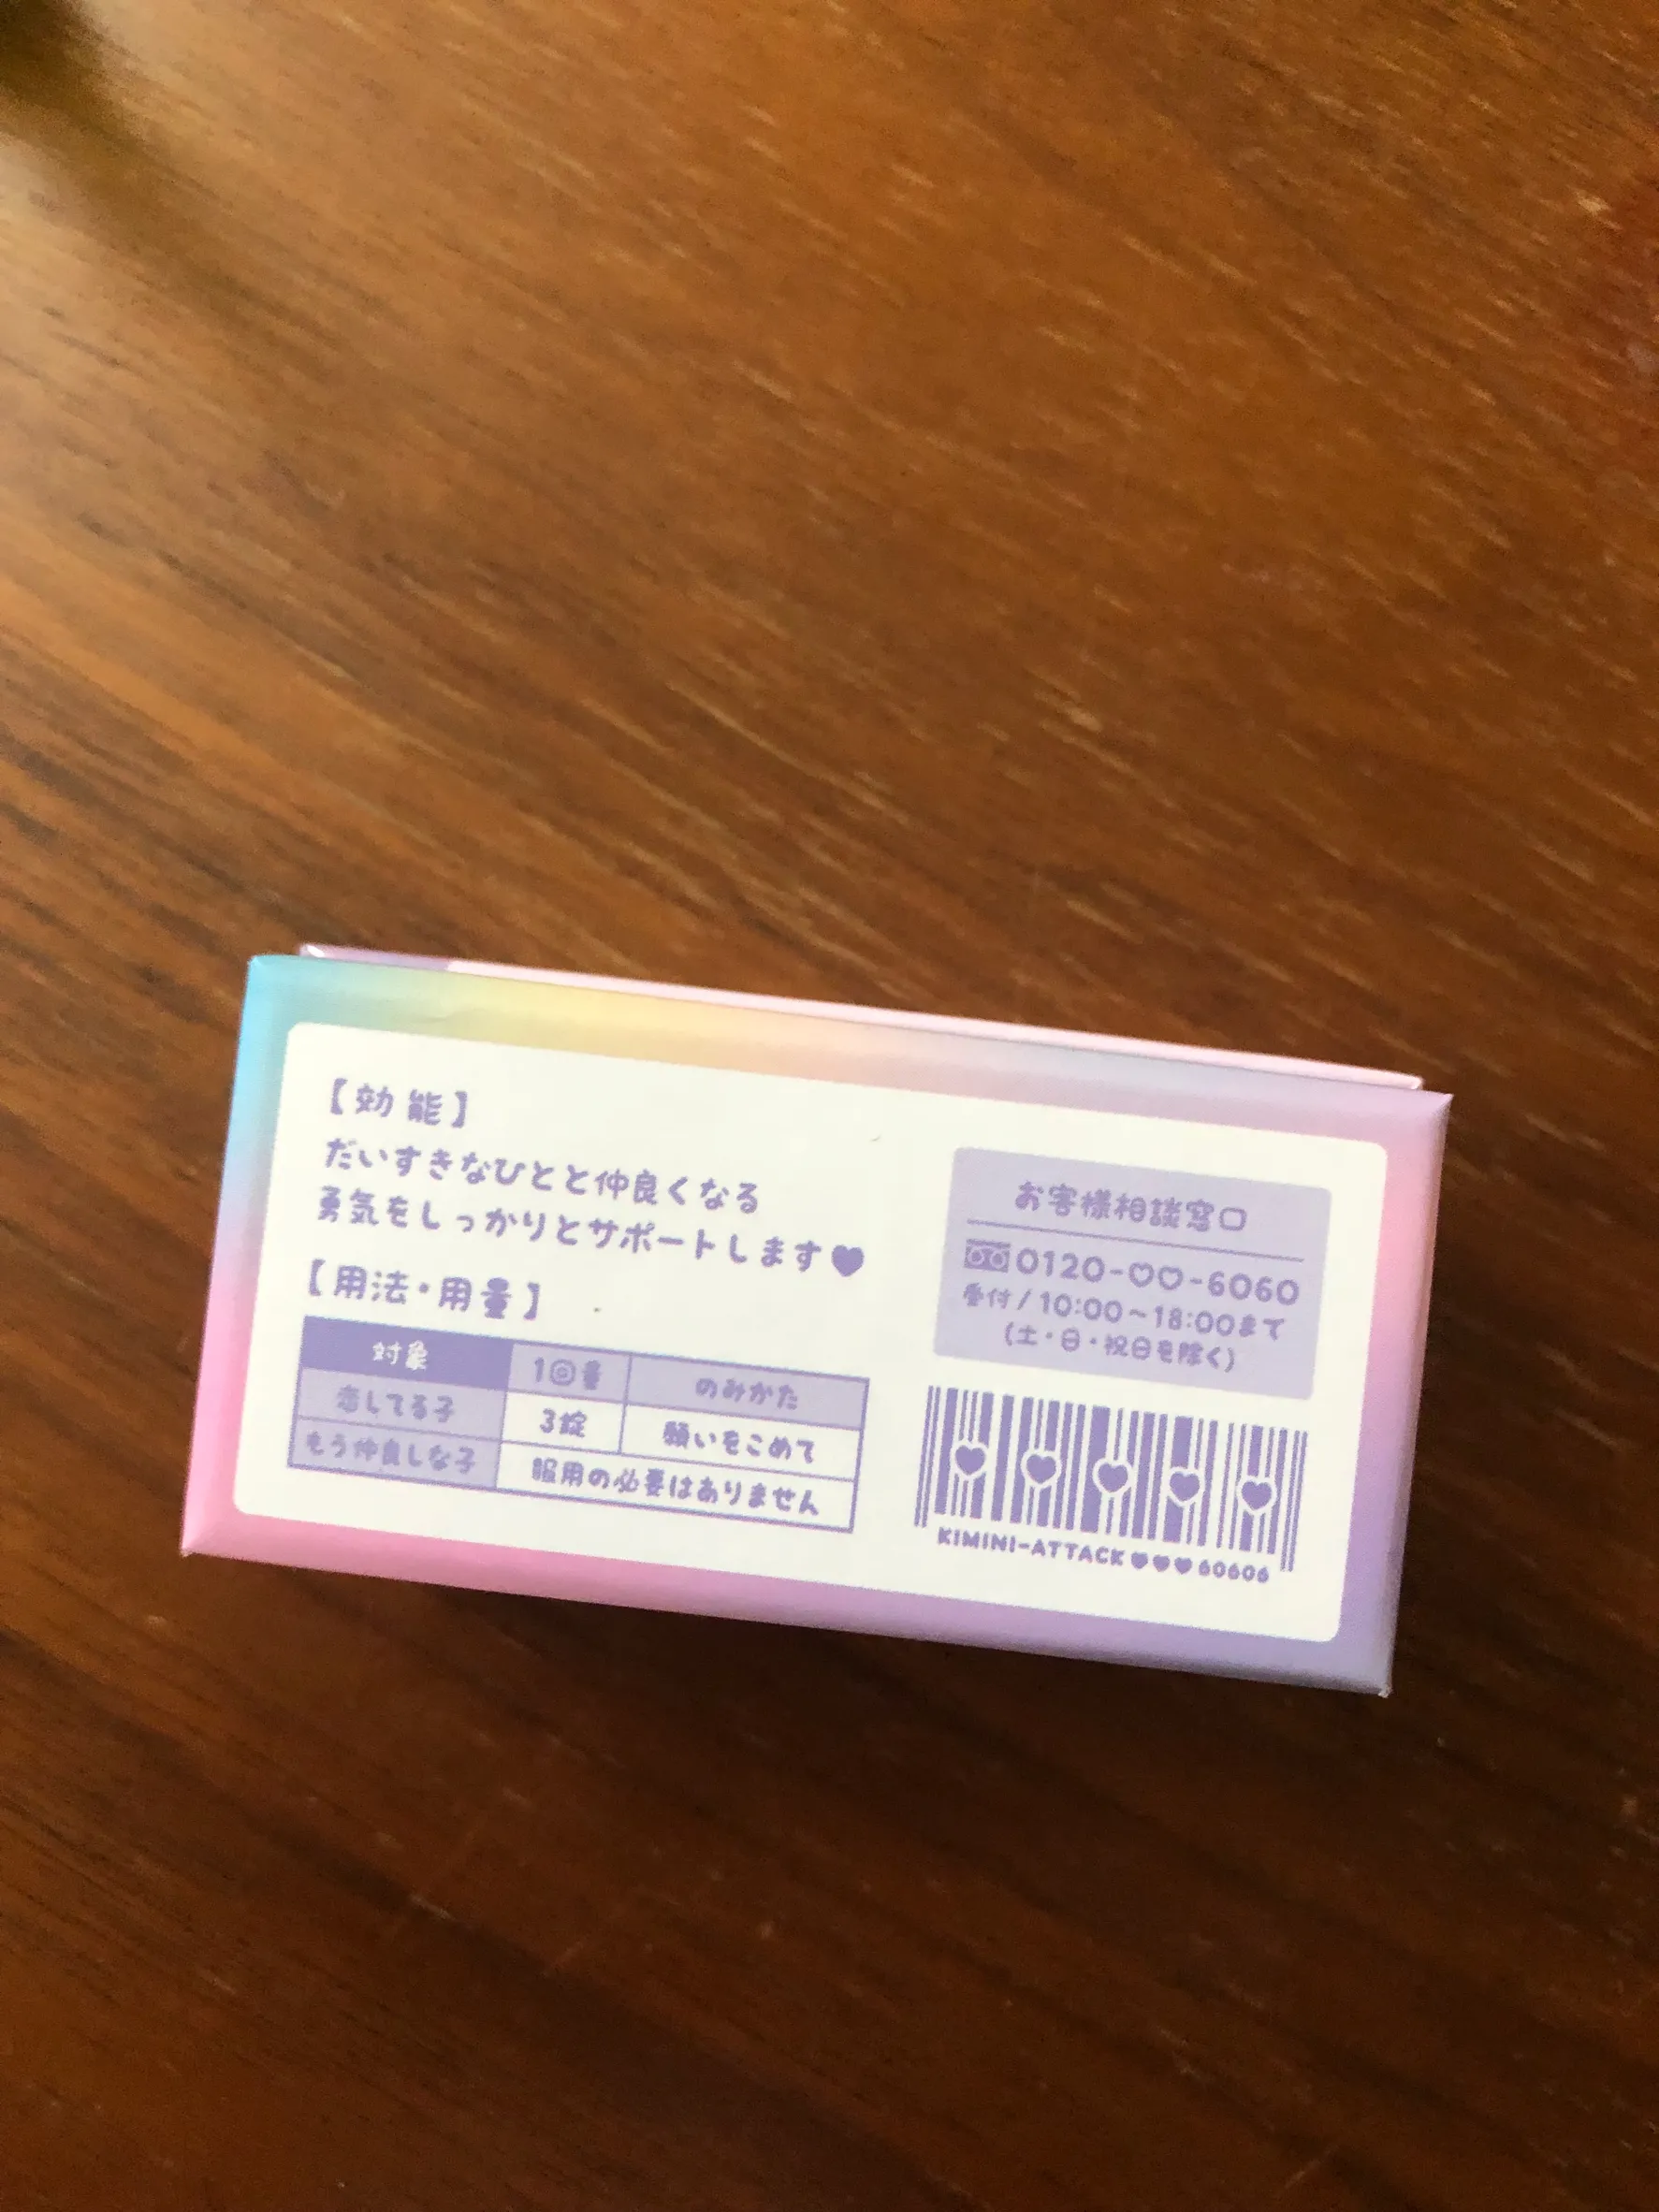 【効能】
だいすきなひとと仲良くなる
勇気をしっかりとサポートします♥
【用法・用量】
対象 1回量 のみかた
恋してる子 3錠 願いをこめて
もう仲良しな子 服用の必要はありません
お客様相談窓口
0120-♡♡-6060
受付/10:00~18:00まで
(土・日・祝日を除く)
KIMINI-ATTACK♥♥♥60606